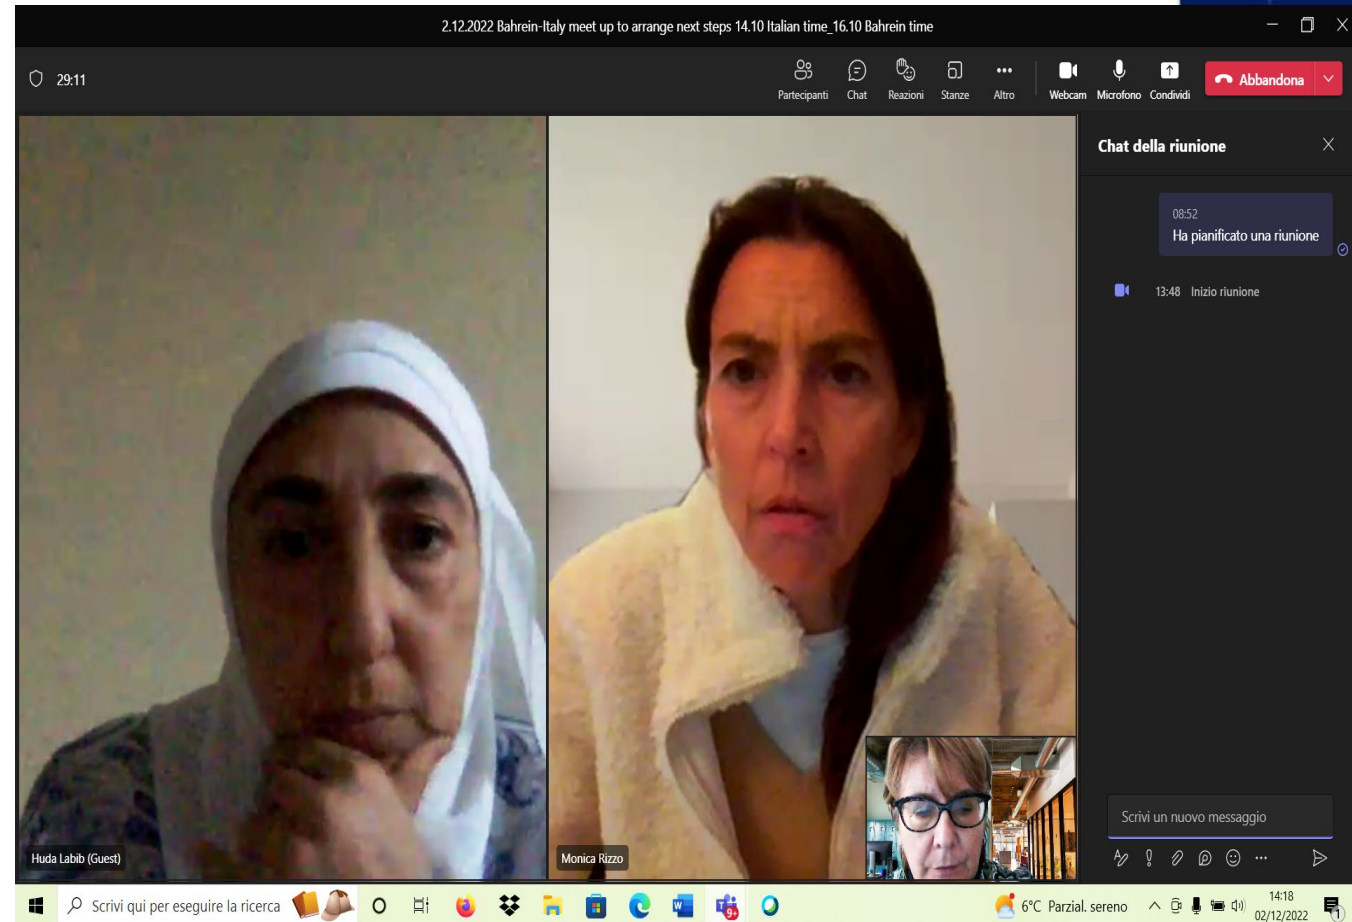 2.12.2022 Bahrein-Italy meet up to arrange next steps 14.10 Italian time_16.10 Bahrein time
29:11
Partecipanti
Chat
Reazioni
Stanze
Altro
Webcam
Microfono
Condividi
Abbandona
Chat della riunione
08:52
Ha pianificato una riunione
13:48 Inizio riunione
Huda Labib (Guest)
Monica Rizzo
Scrivi un nuovo messaggio
Scrivi qui per eseguire la ricerca
9+
6°C Parzial. sereno
14:18
02/12/2022
1